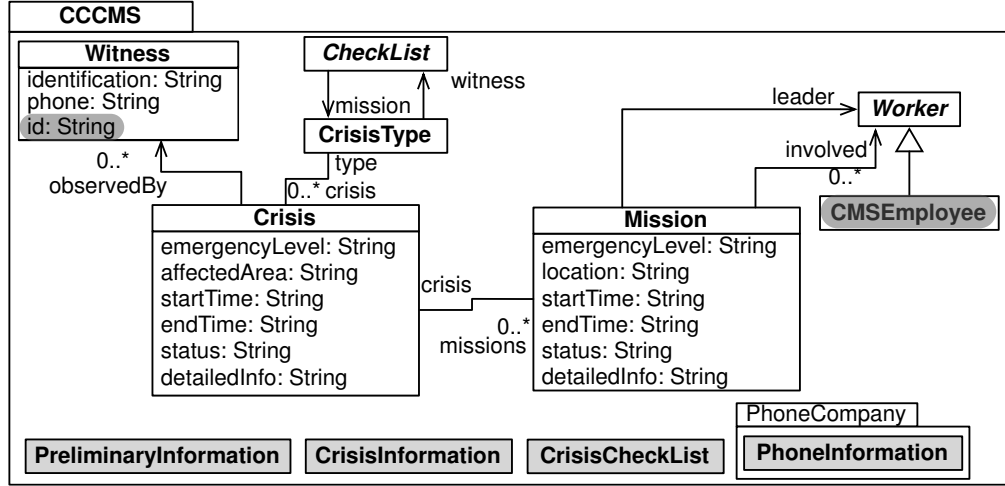 CCCMS
Witness
identification: String
phone: String
id: String
0..*
observedBy
CheckList
mission
witness
CrisisType
type
0..* crisis
leader
Worker
involved
0..*
CMSEmployee
Crisis
emergencyLevel: String
affectedArea: String
startTime: String
endTime: String
status: String
detailedInfo: String
crisis
0..*
missions
Mission
emergencyLevel: String
location: String
startTime: String
endTime: String
status: String
detailedInfo: String
PreliminaryInformation
CrisisInformation
CrisisCheckList
PhoneCompany
PhoneInformation